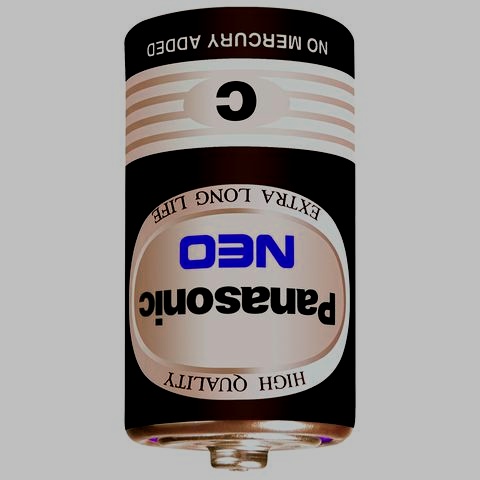 HIGH QUALITY
Panasonic
NEO
EXTRA LONG LIFE
C
NO MERCURY ADDED